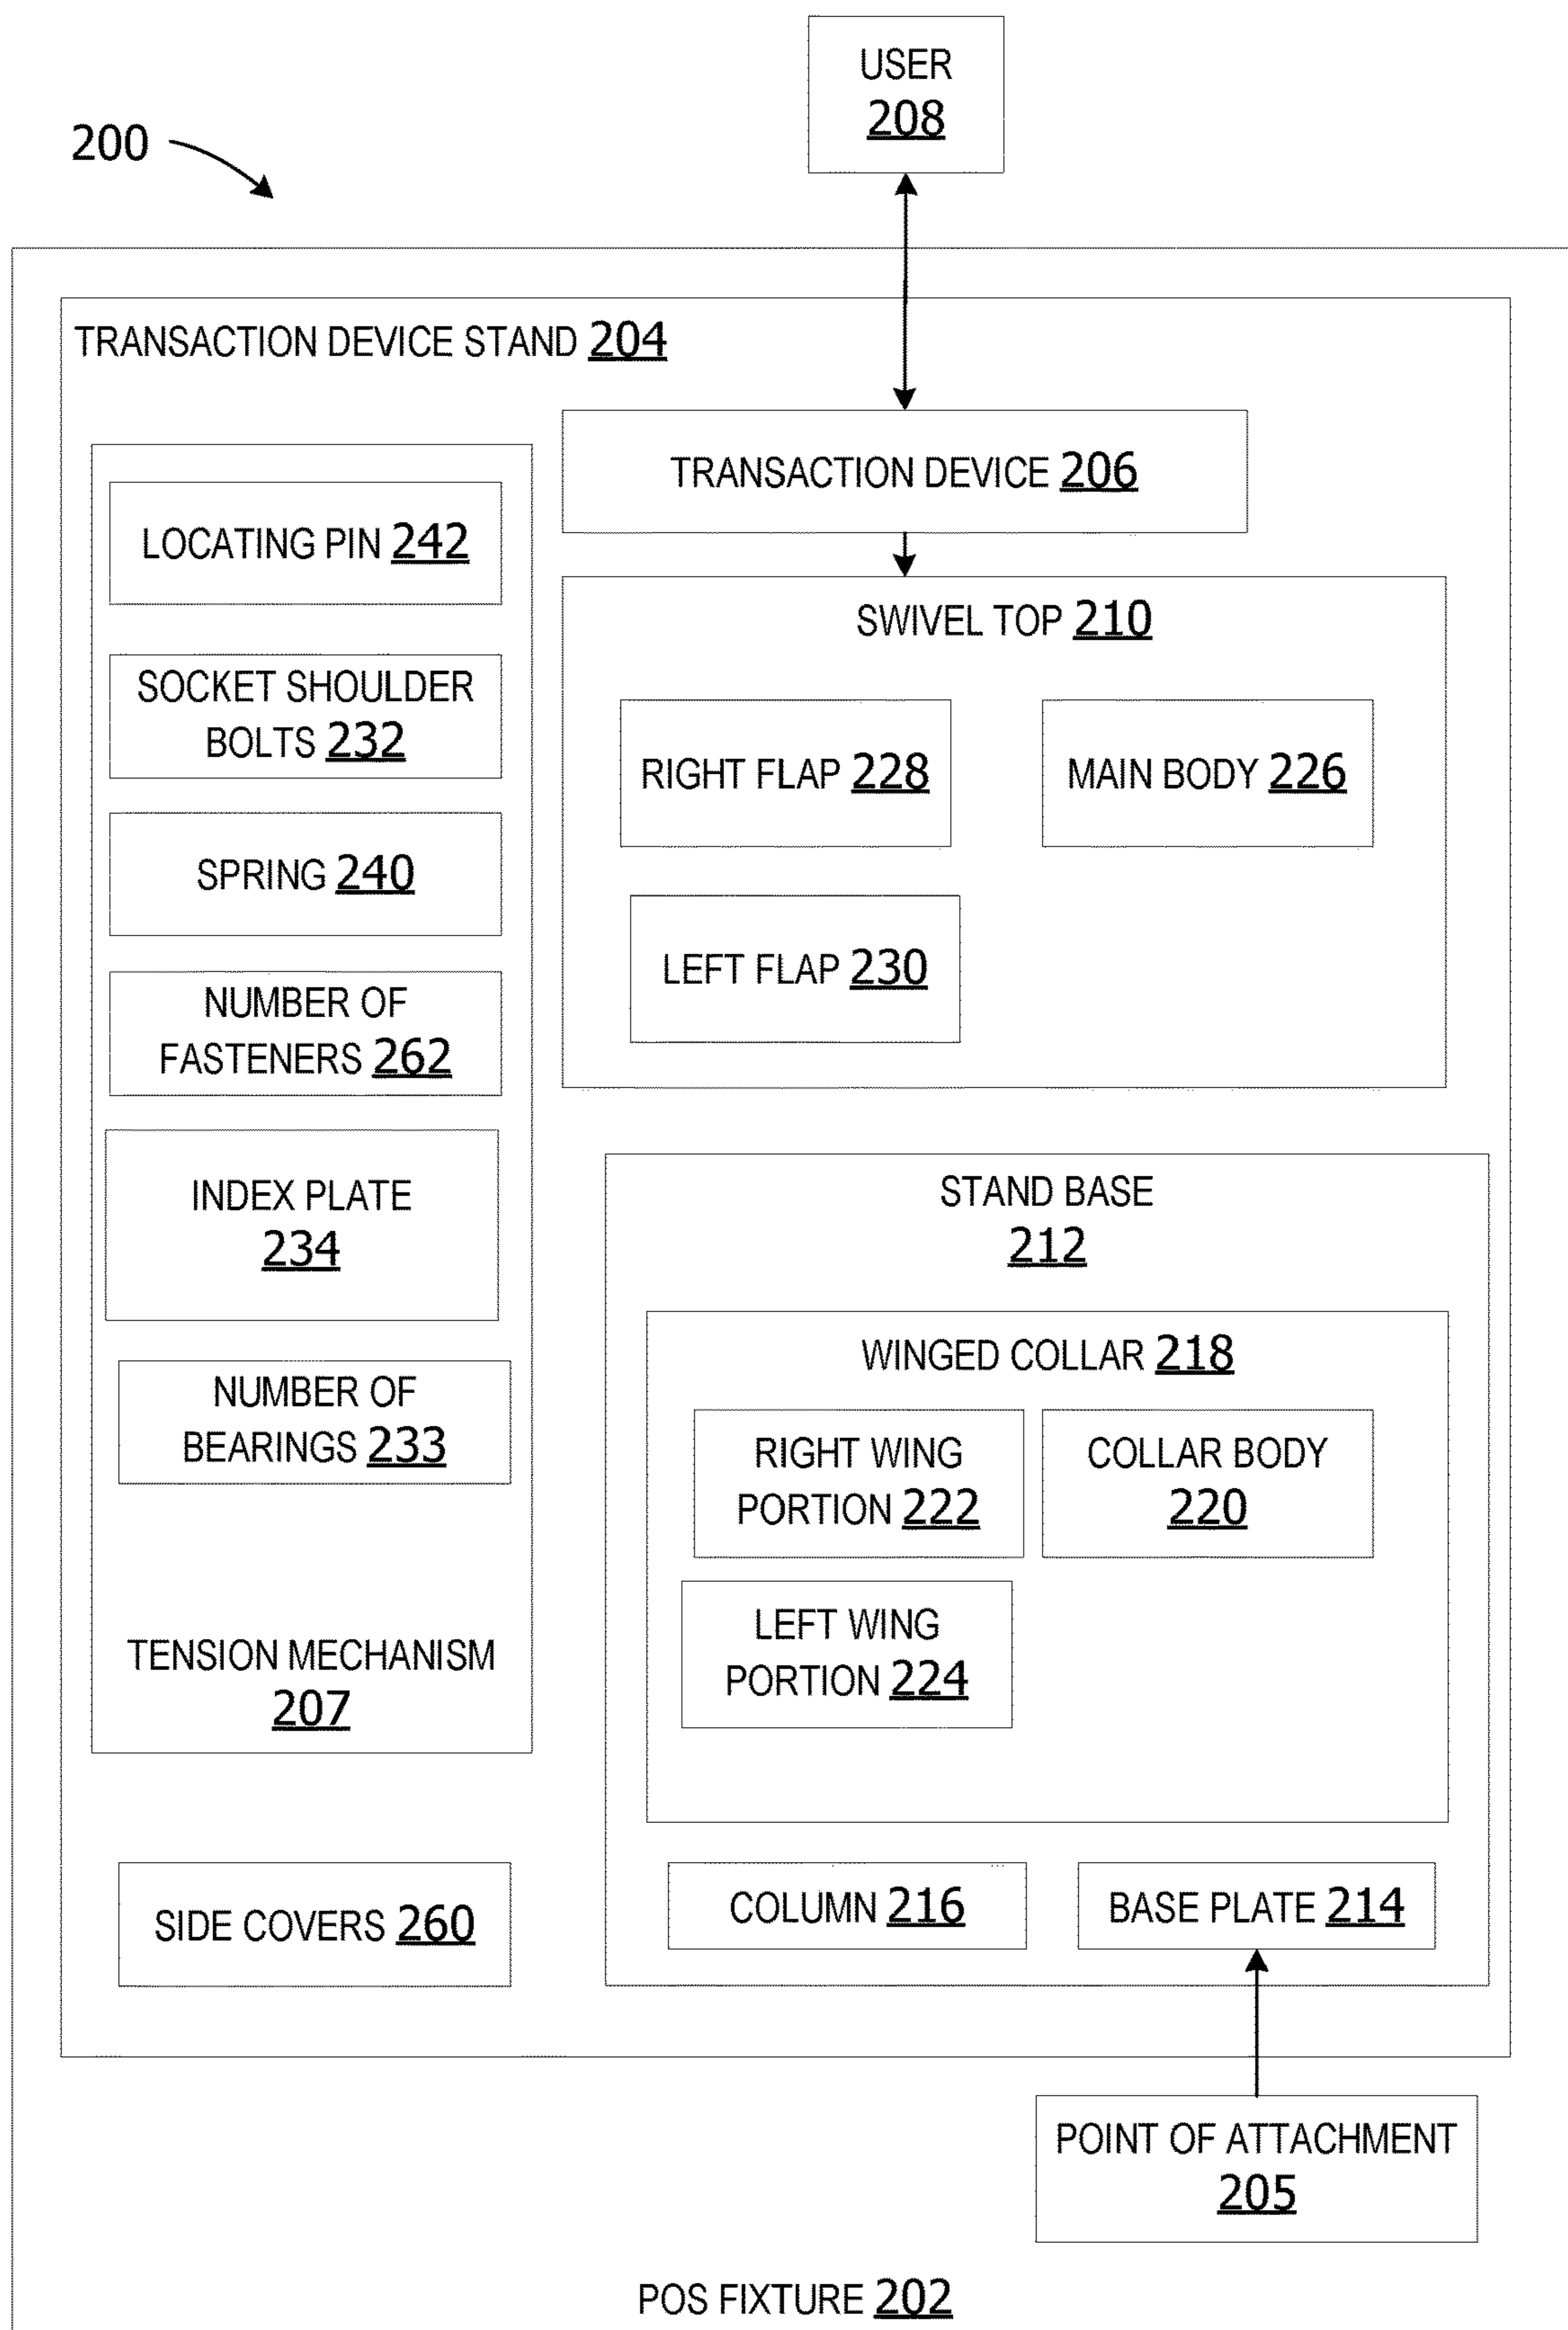 USER
208
200
TRANSACTION DEVICE STAND 204
TRANSACTION DEVICE 206
LOCATING PIN 242
SOCKET SHOULDER
BOLTS 232
SPRING 240
NUMBER OF
FASTENERS 262
INDEX PLATE
234
NUMBER OF
BEARINGS 233
TENSION MECHANISM
207
SIDE COVERS 260
SWIVEL TOP 210
RIGHT FLAP 228
MAIN BODY 226
LEFT FLAP 230
STAND BASE
212
WINGED COLLAR 218
RIGHT WING
PORTION 222
COLLAR BODY
220
LEFT WING
PORTION 224
COLUMN 216
BASE PLATE 214
POINT OF ATTACHMENT
205
POS FIXTURE 202